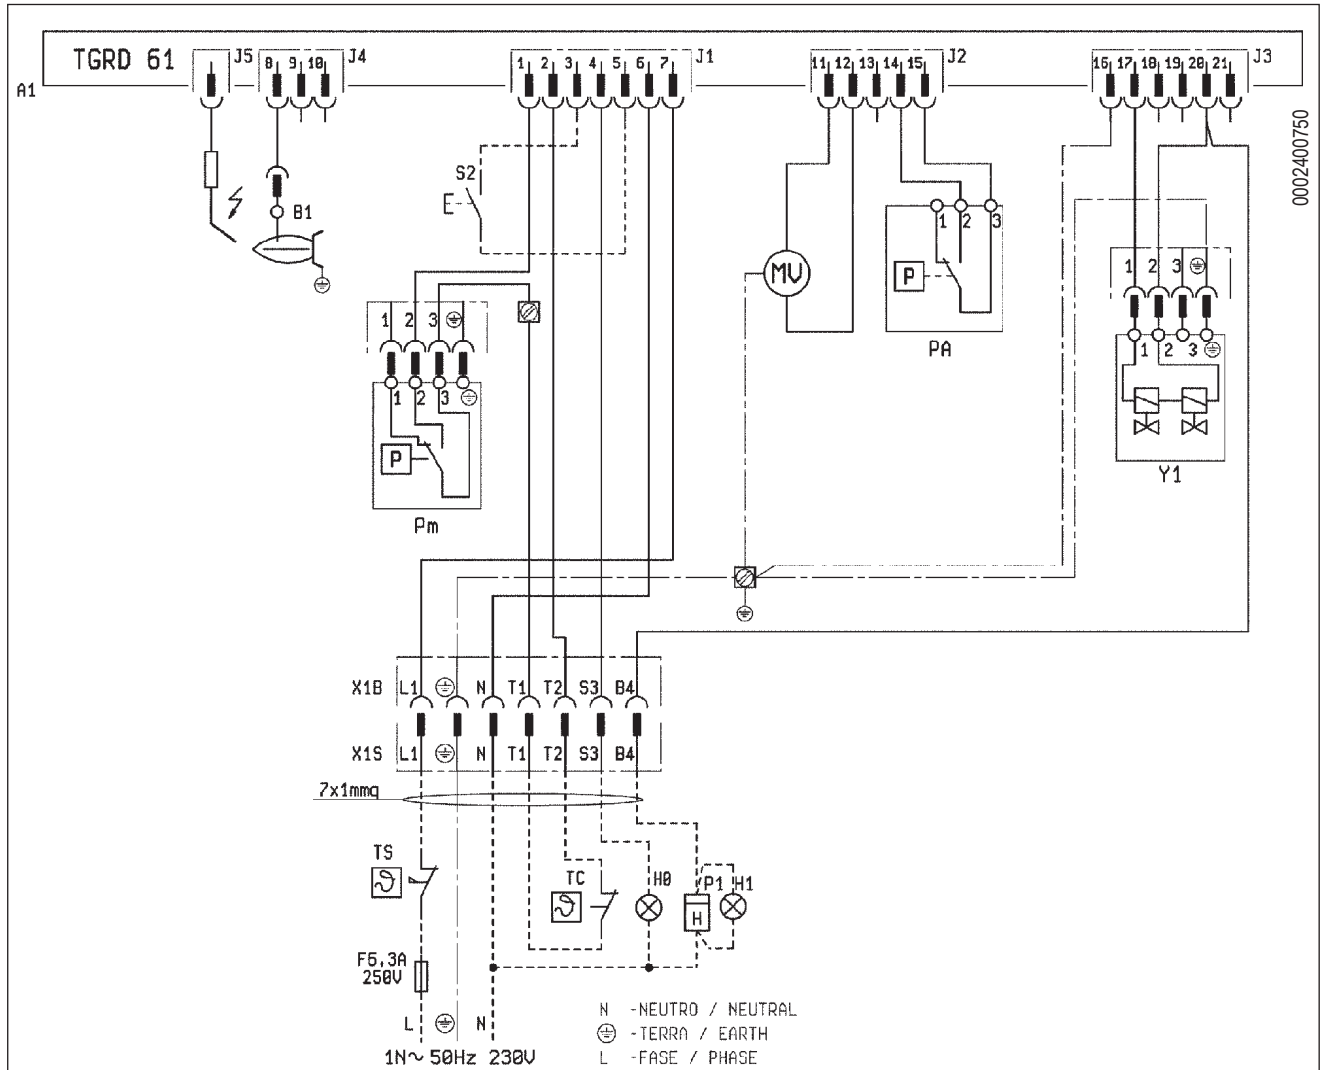 TGRD 61
J5
J4
J1
J2
J3
A1
8 9 10
1 2 3 4 5 6 7
11 12 13 14 15
16 17 18 19 20 21
0002400750
S2
B1
MV
1 2 3
P
PA
1 2 3
1 2 3
Y1
1 2 3
1 2 3
P
Pm
X1B L1 N T1 T2 S3 B4
X1S L1 N T1 T2 S3 B4
7x1mmq
TS
TC
H0
P1
H1
H
F6,3A
250V
L N
1N~ 50Hz 230V
N -NEUTRO / NEUTRAL
-TERRA / EARTH
L -FASE / PHASE